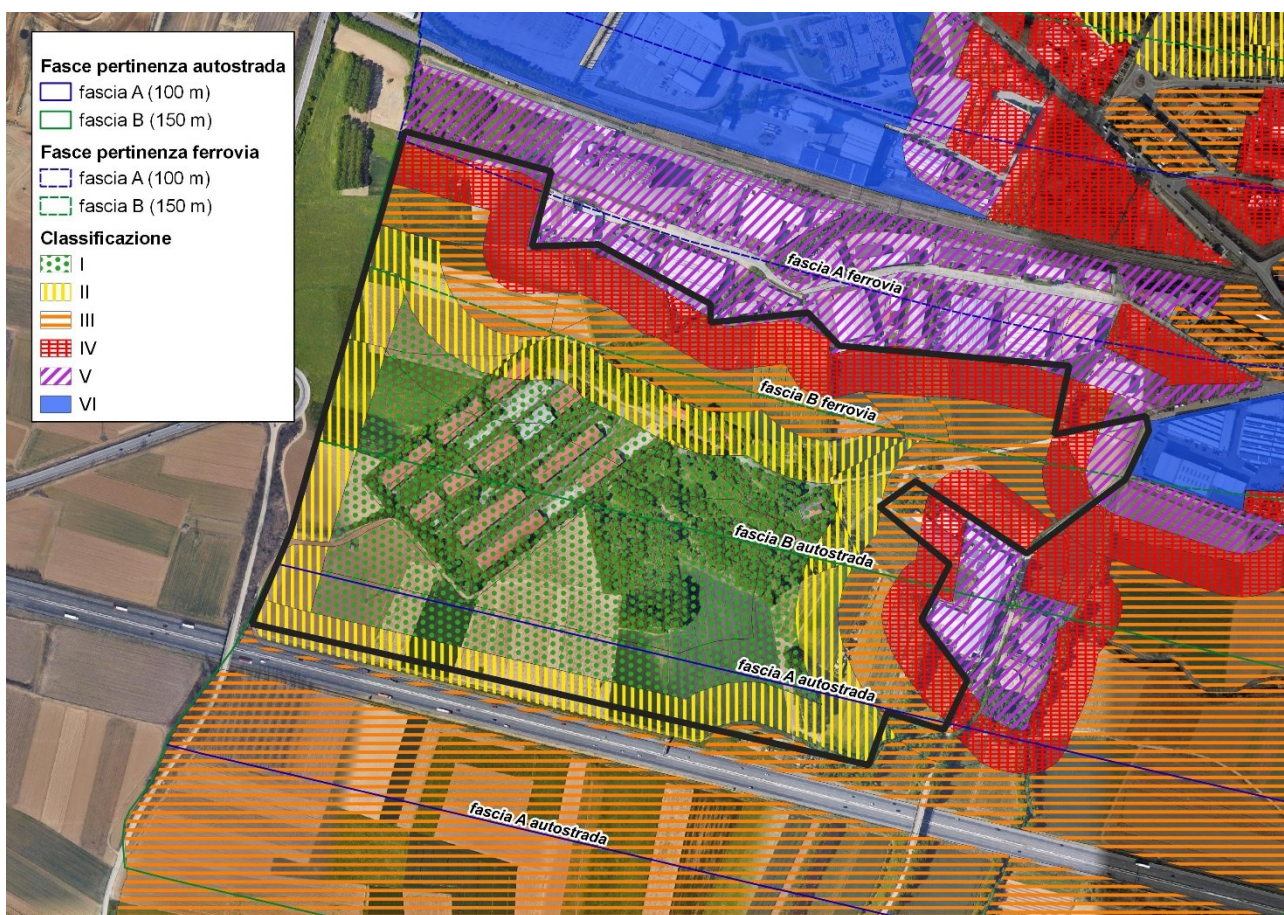 Fasce pertinenza autostrada
fascia A (100 m)
fascia B (150 m)
Fasce pertinenza ferrovia
fascia A (100 m)
fascia B (150 m)
Classificazione
I
II
III
IV
V
VI
fascia A ferrovia
fascia B ferrovia
fascia B autostrada
fascia A autostrada
fascia A autostrada